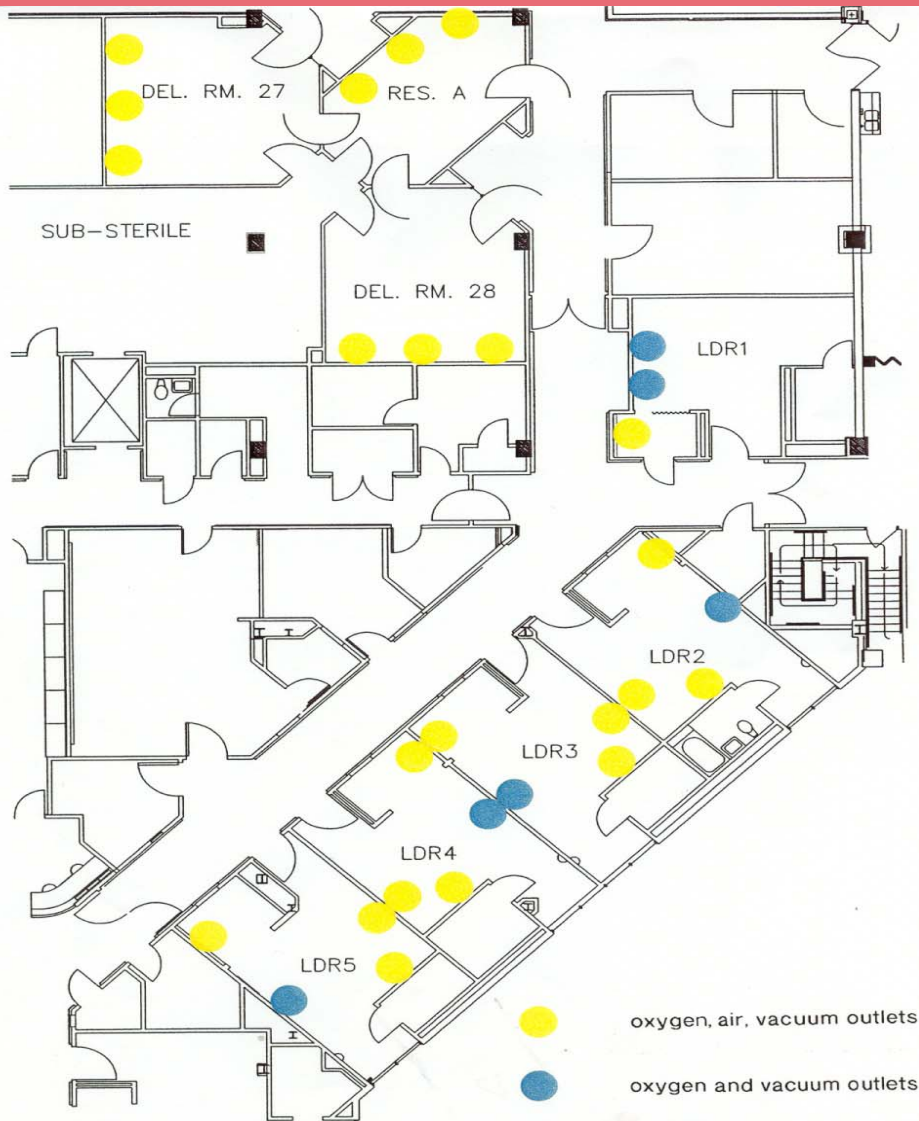 DEL. RM. 27
RES. A
SUB-STERILE
DEL. RM. 28
LDR1
LDR2
LDR3
LDR4
LDR5
oxygen, air, vacuum outlets
oxygen and vacuum outlets